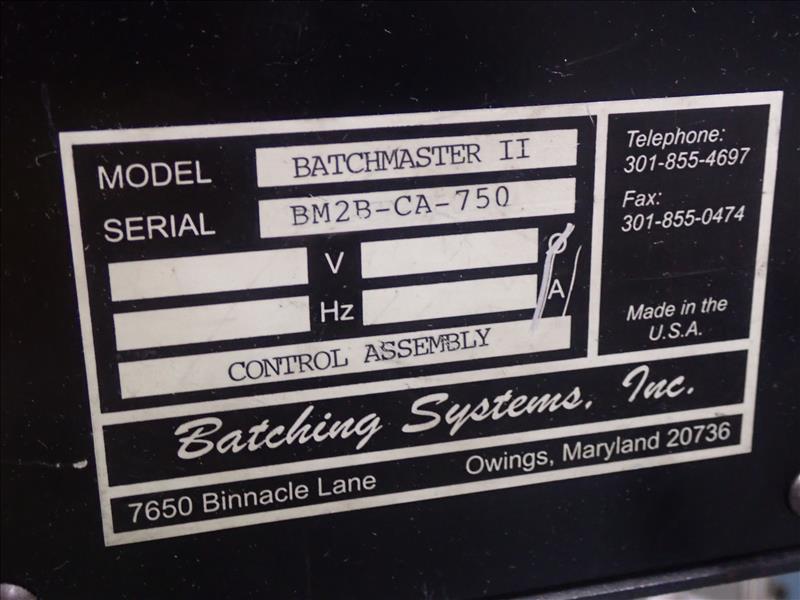 MODEL BATCHMASTER II
SERIAL BM2B-CA-750
V Φ
Hz A
CONTROL ASSEMBLY
Telephone:
301-855-4697
Fax:
301-855-0474
Made in the
U.S.A.
Batching Systems, Inc.
7650 Binnacle Lane Owings, Maryland 20736